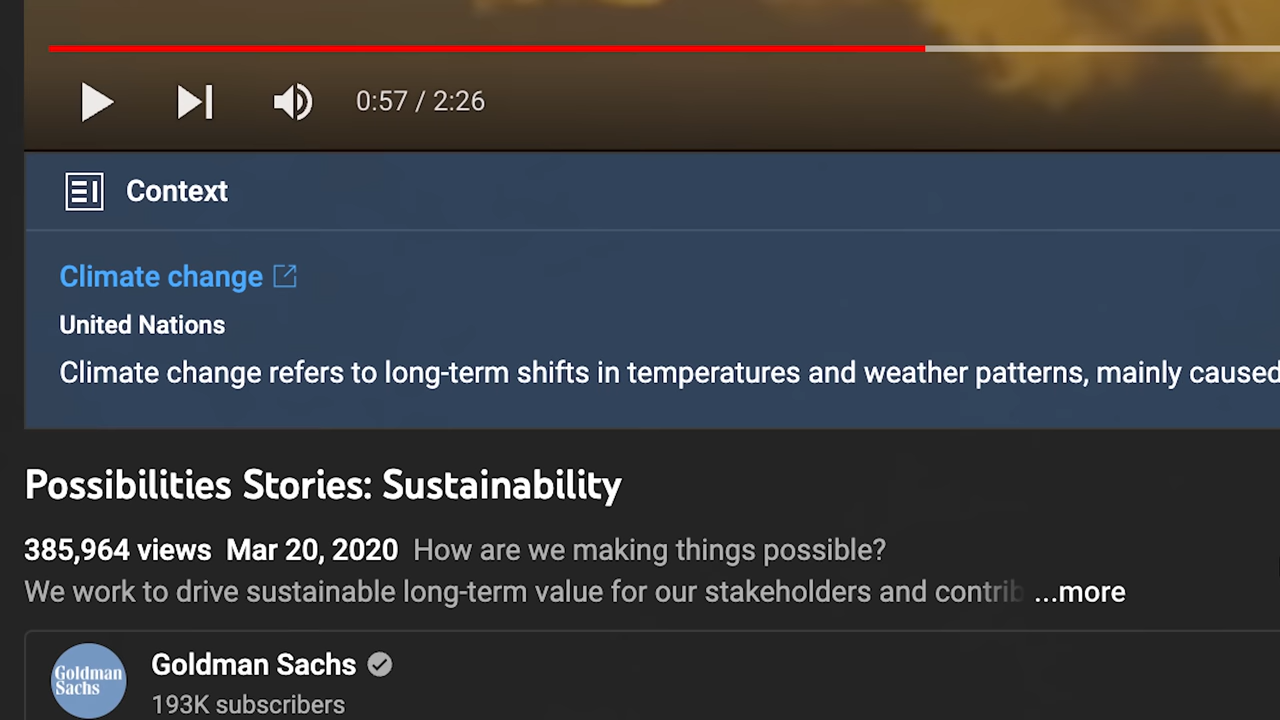 0:57 / 2:26
Context
Climate change
United Nations
Climate change refers to long-term shifts in temperatures and weather patterns, mainly caused
Possibilities Stories: Sustainability
385,964 views Mar 20, 2020 How are we making things possible?
We work to drive sustainable long-term value for our stakeholders and contrib ...more
Goldman
Sachs
Goldman Sachs
193K subscribers